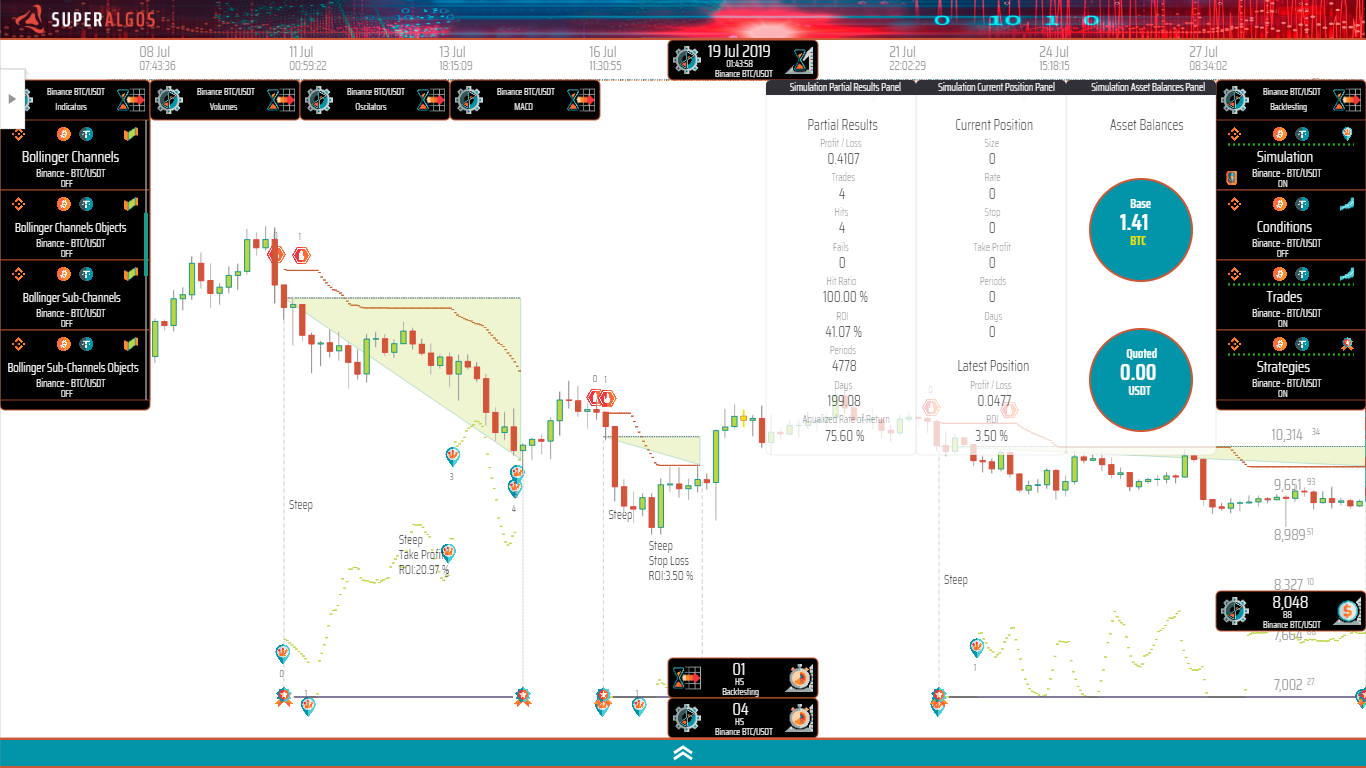 SUPERALGOS
0 10 1 0
08 Jul
07:43:36
11 Jul
00:59:22
13 Jul
18:15:09
16 Jul
11:30:55
19 Jul 2019
01:43:58
Binance BTC/USDT
21 Jul
22:02:29
24 Jul
15:18:15
27 Jul
08:34:02
Binance BTC/USDT
Indicators
Binance BTC/USDT
Volumes
Binance BTC/USDT
Oscilators
Binance BTC/USDT
MACD
Bollinger Channels
Binance - BTC/USDT
OFF
Bollinger Channels Objects
Binance - BTC/USDT
OFF
Bollinger Sub-Channels
Binance - BTC/USDT
OFF
Bollinger Sub-Channels Objects
Binance - BTC/USDT
OFF
Simulation Partial Results Panel
Partial Results
Profit / Loss
0.4107
Trades
4
Hits
4
Fails
0
Hit Ratio
100.00 %
ROI
41.07 %
Periods
4778
Days
199.08
Anualized Rate of Return
75.60 %
Simulation Current Position Panel
Current Position
Size
0
Rate
0
Stop
0
Take Profit
0
Periods
0
Days
0
Latest Position
Profit / Loss
0.0477
ROI
3.50 %
Simulation Asset Balances Panel
Asset Balances
Base
1.41
BTC
Quoted
0.00
USDT
Binance BTC/USDT
Backtesting
Simulation
Binance - BTC/USDT
ON
Conditions
Binance - BTC/USDT
OFF
Trades
Binance - BTC/USDT
ON
Strategies
Binance - BTC/USDT
ON
1
0 1
0
3
4
Steep
Steep
Take Profit
ROI:20.97 %
Steep
Steep
Stop Loss
ROI:3.50 %
Steep
0
1
1
1
1
10,314 34
9,651 93
8,989 51
8,327 10
8,048
BB
Binance BTC/USDT
7,664
7,002 27
01
HS
Backtesting
04
HS
Binance BTC/USDT